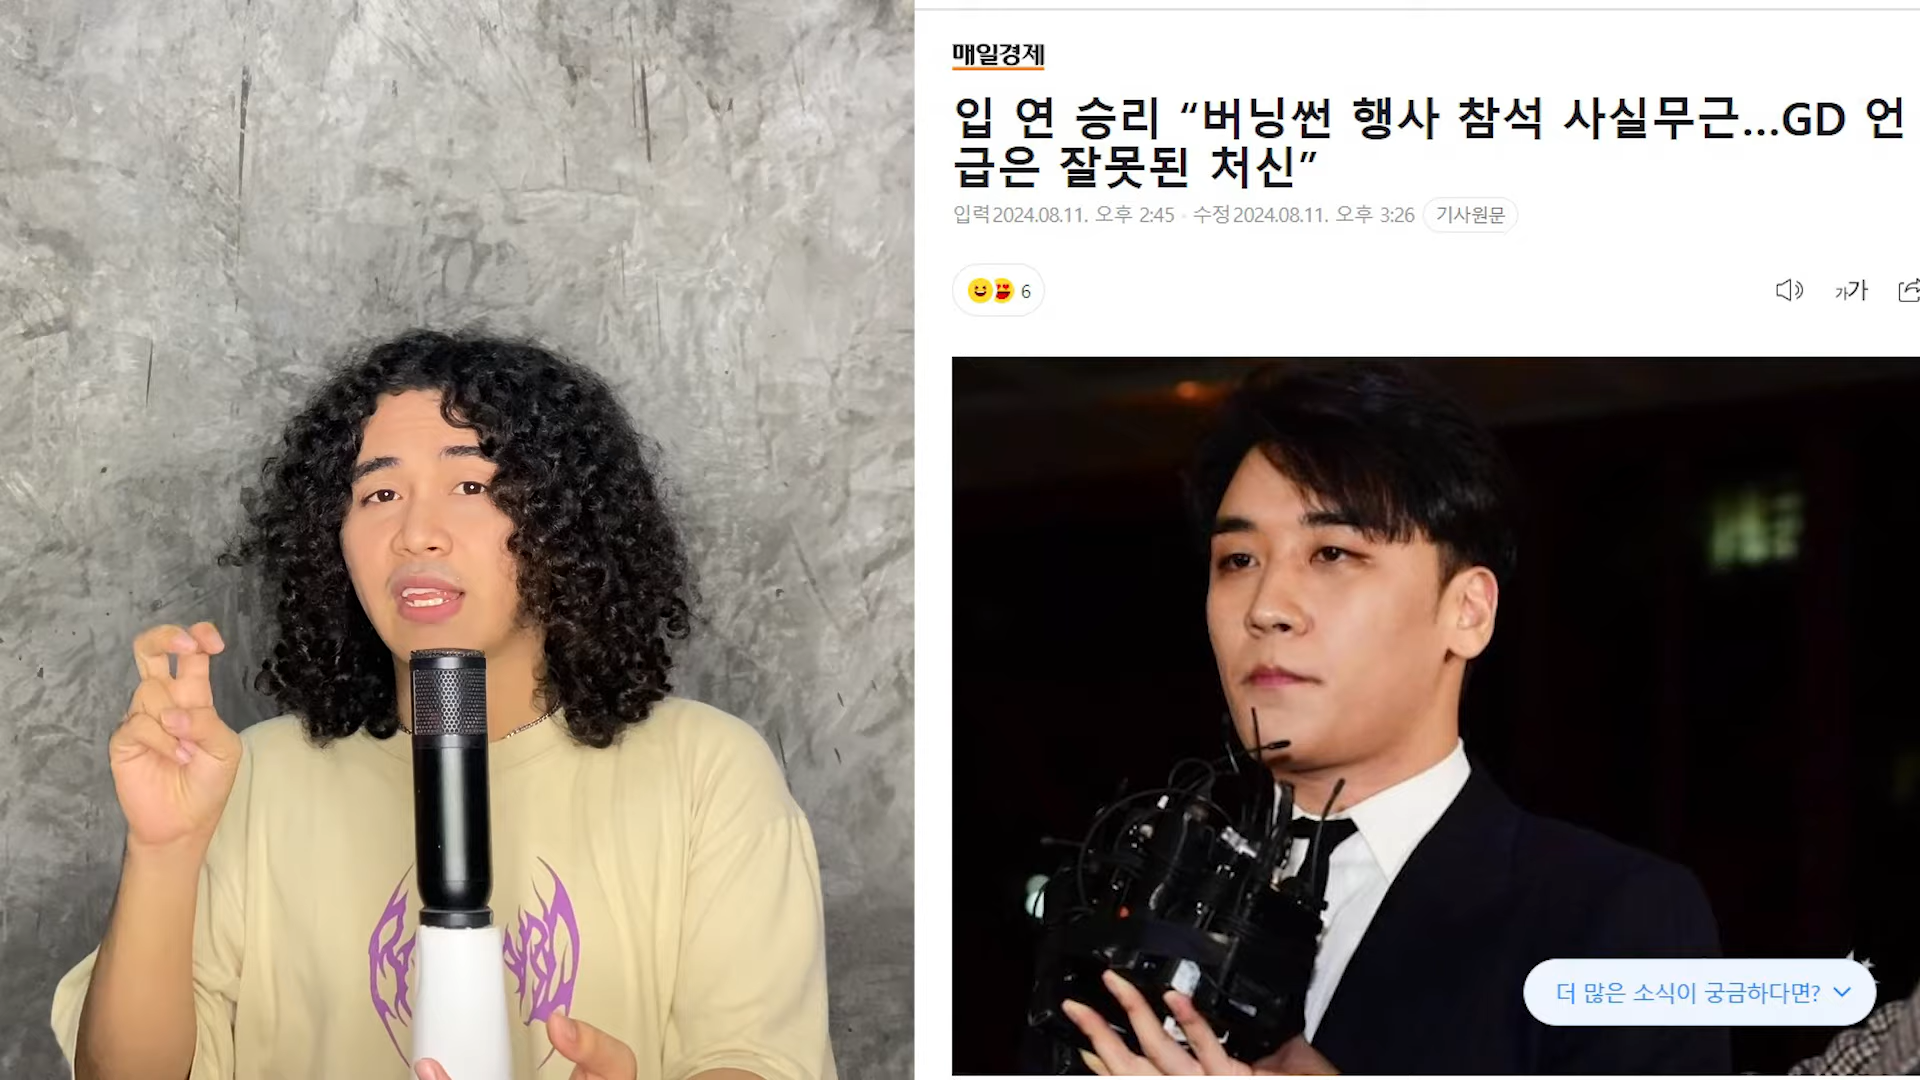 매일경제
입 연 승리 “버닝썬 행사 참석 사실무근...GD 언
급은 잘못된 처신”
입력2024.08.11. 오후 2:45 수정2024.08.11. 오후 3:26 기사원문
6
가가
더 많은 소식이 궁금하다면?